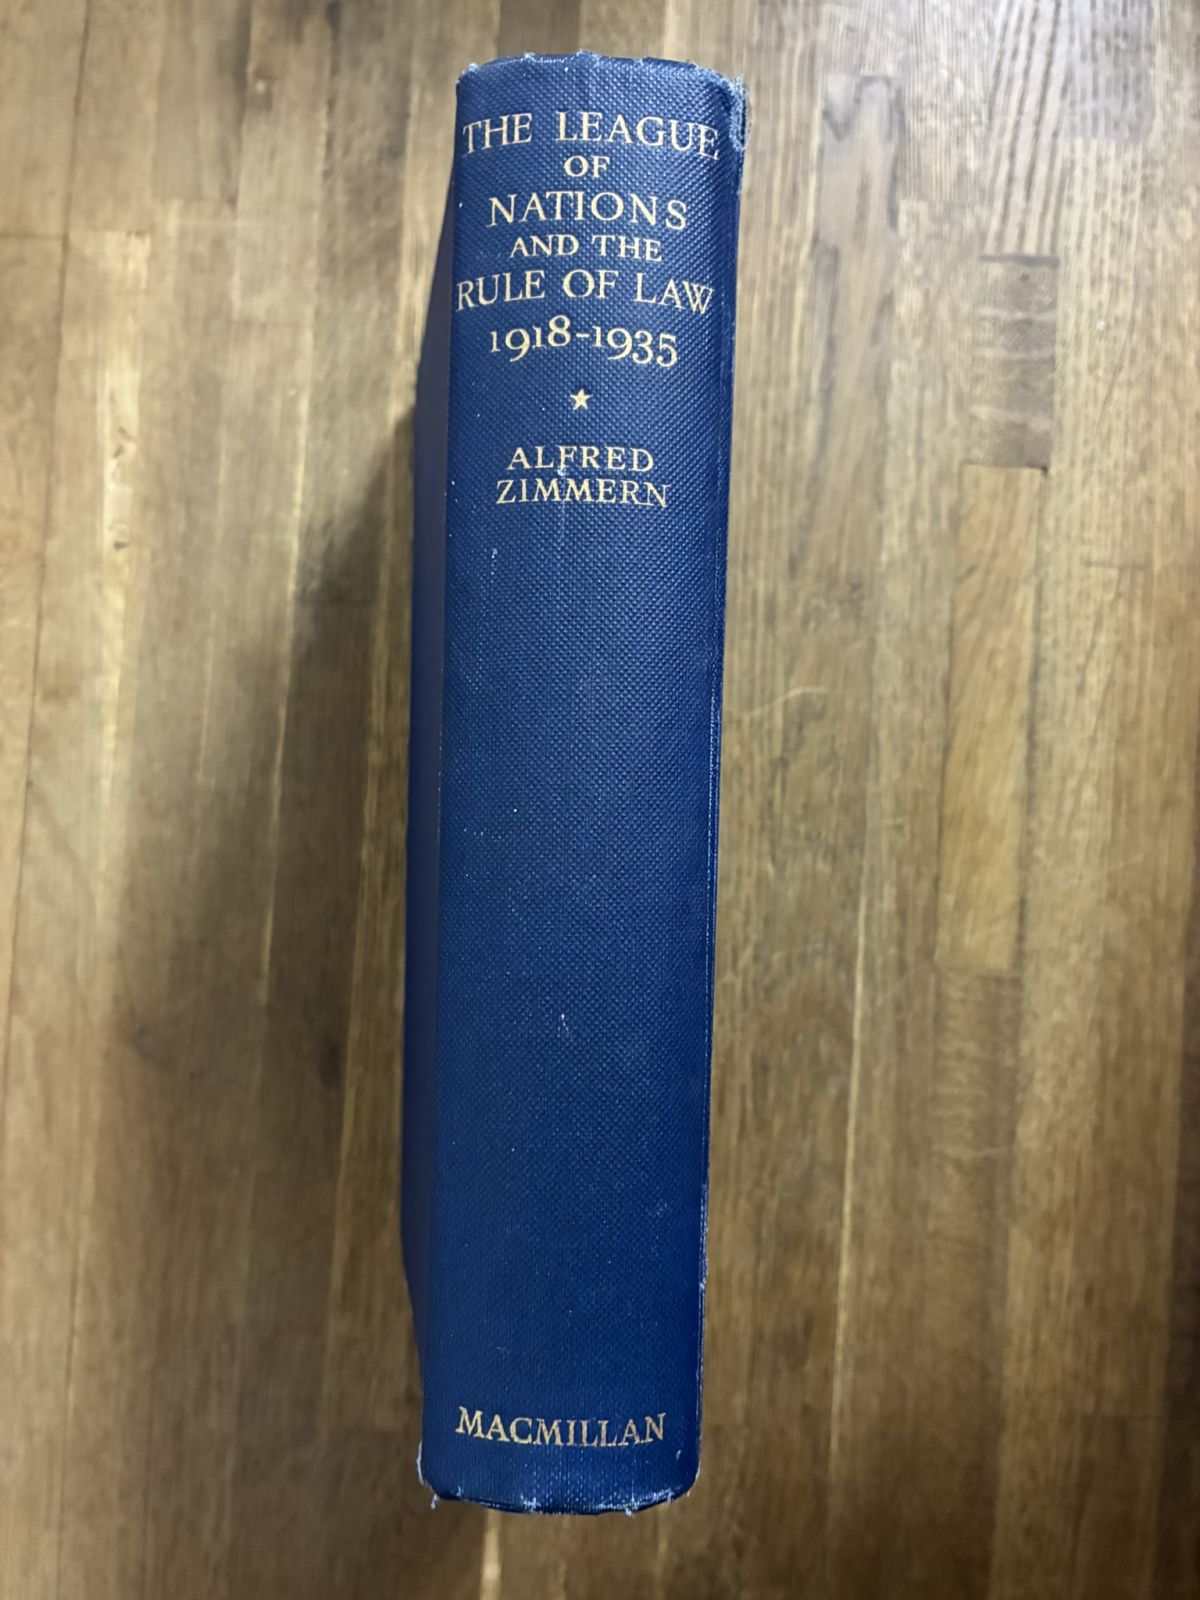 THE LEAGUE
OF
NATIONS
AND THE
RULE OF LAW
1918-1935
ALFRED
ZIMMERN
MACMILLAN